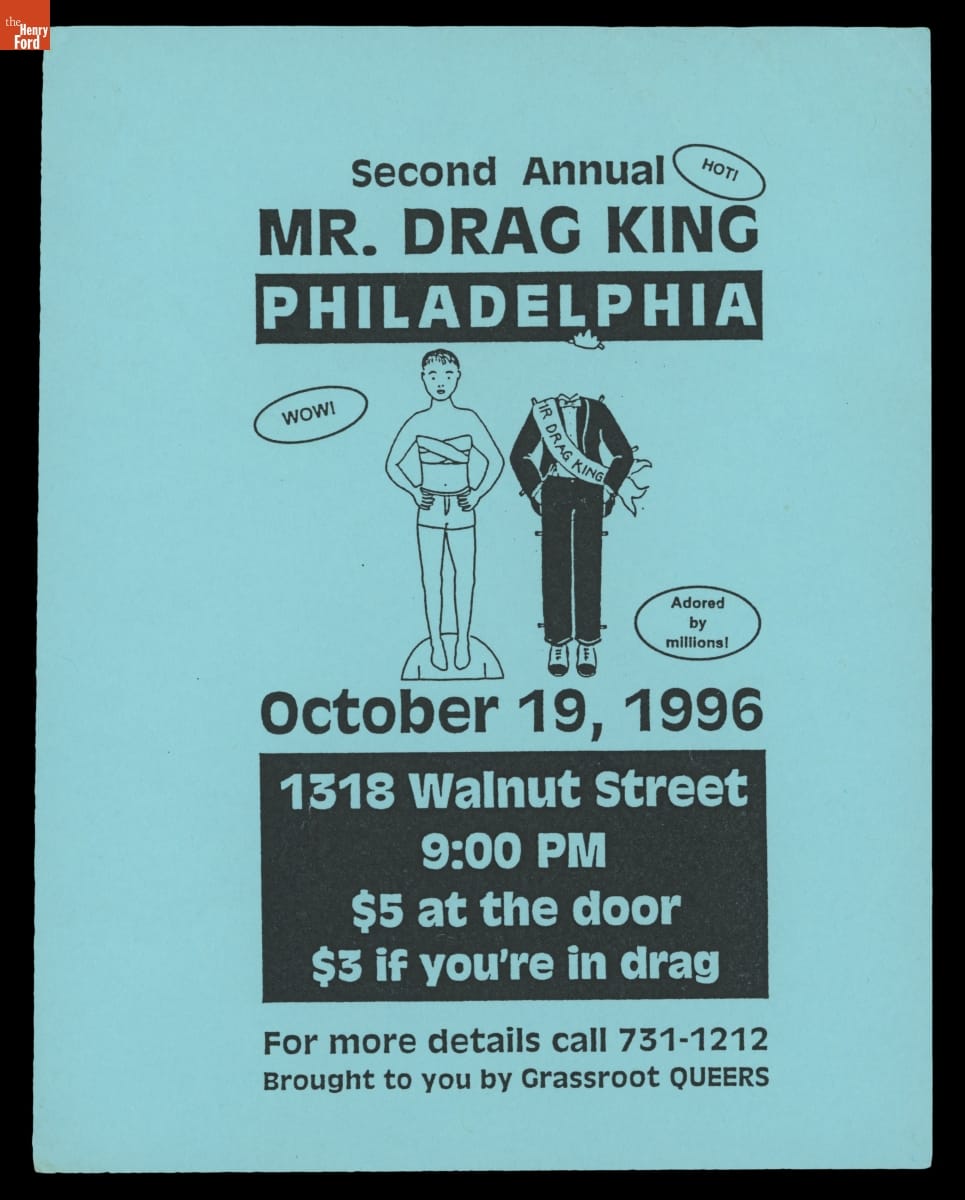 the
Henry
Ford
Second Annual
HOT!
MR. DRAG KING
PHILADELPHIA
WOW!
MR DRAG KING
Adored
by
millions!
October 19, 1996
1318 Walnut Street
9:00 PM
$5 at the door
$3 if you're in drag
For more details call 731-1212
Brought to you by Grassroot QUEERS